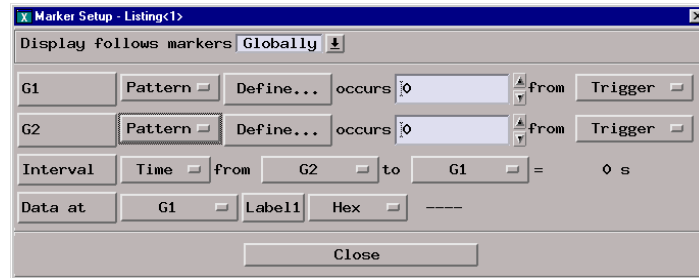 Marker Setup - Listing<1>
Display follows markers Globally
G1 Pattern Define... occurs 0 from Trigger
G2 Pattern Define... occurs 0 from Trigger
Interval Time from G2 to G1 = 0 s
Data at G1 Label1 Hex ----
Close